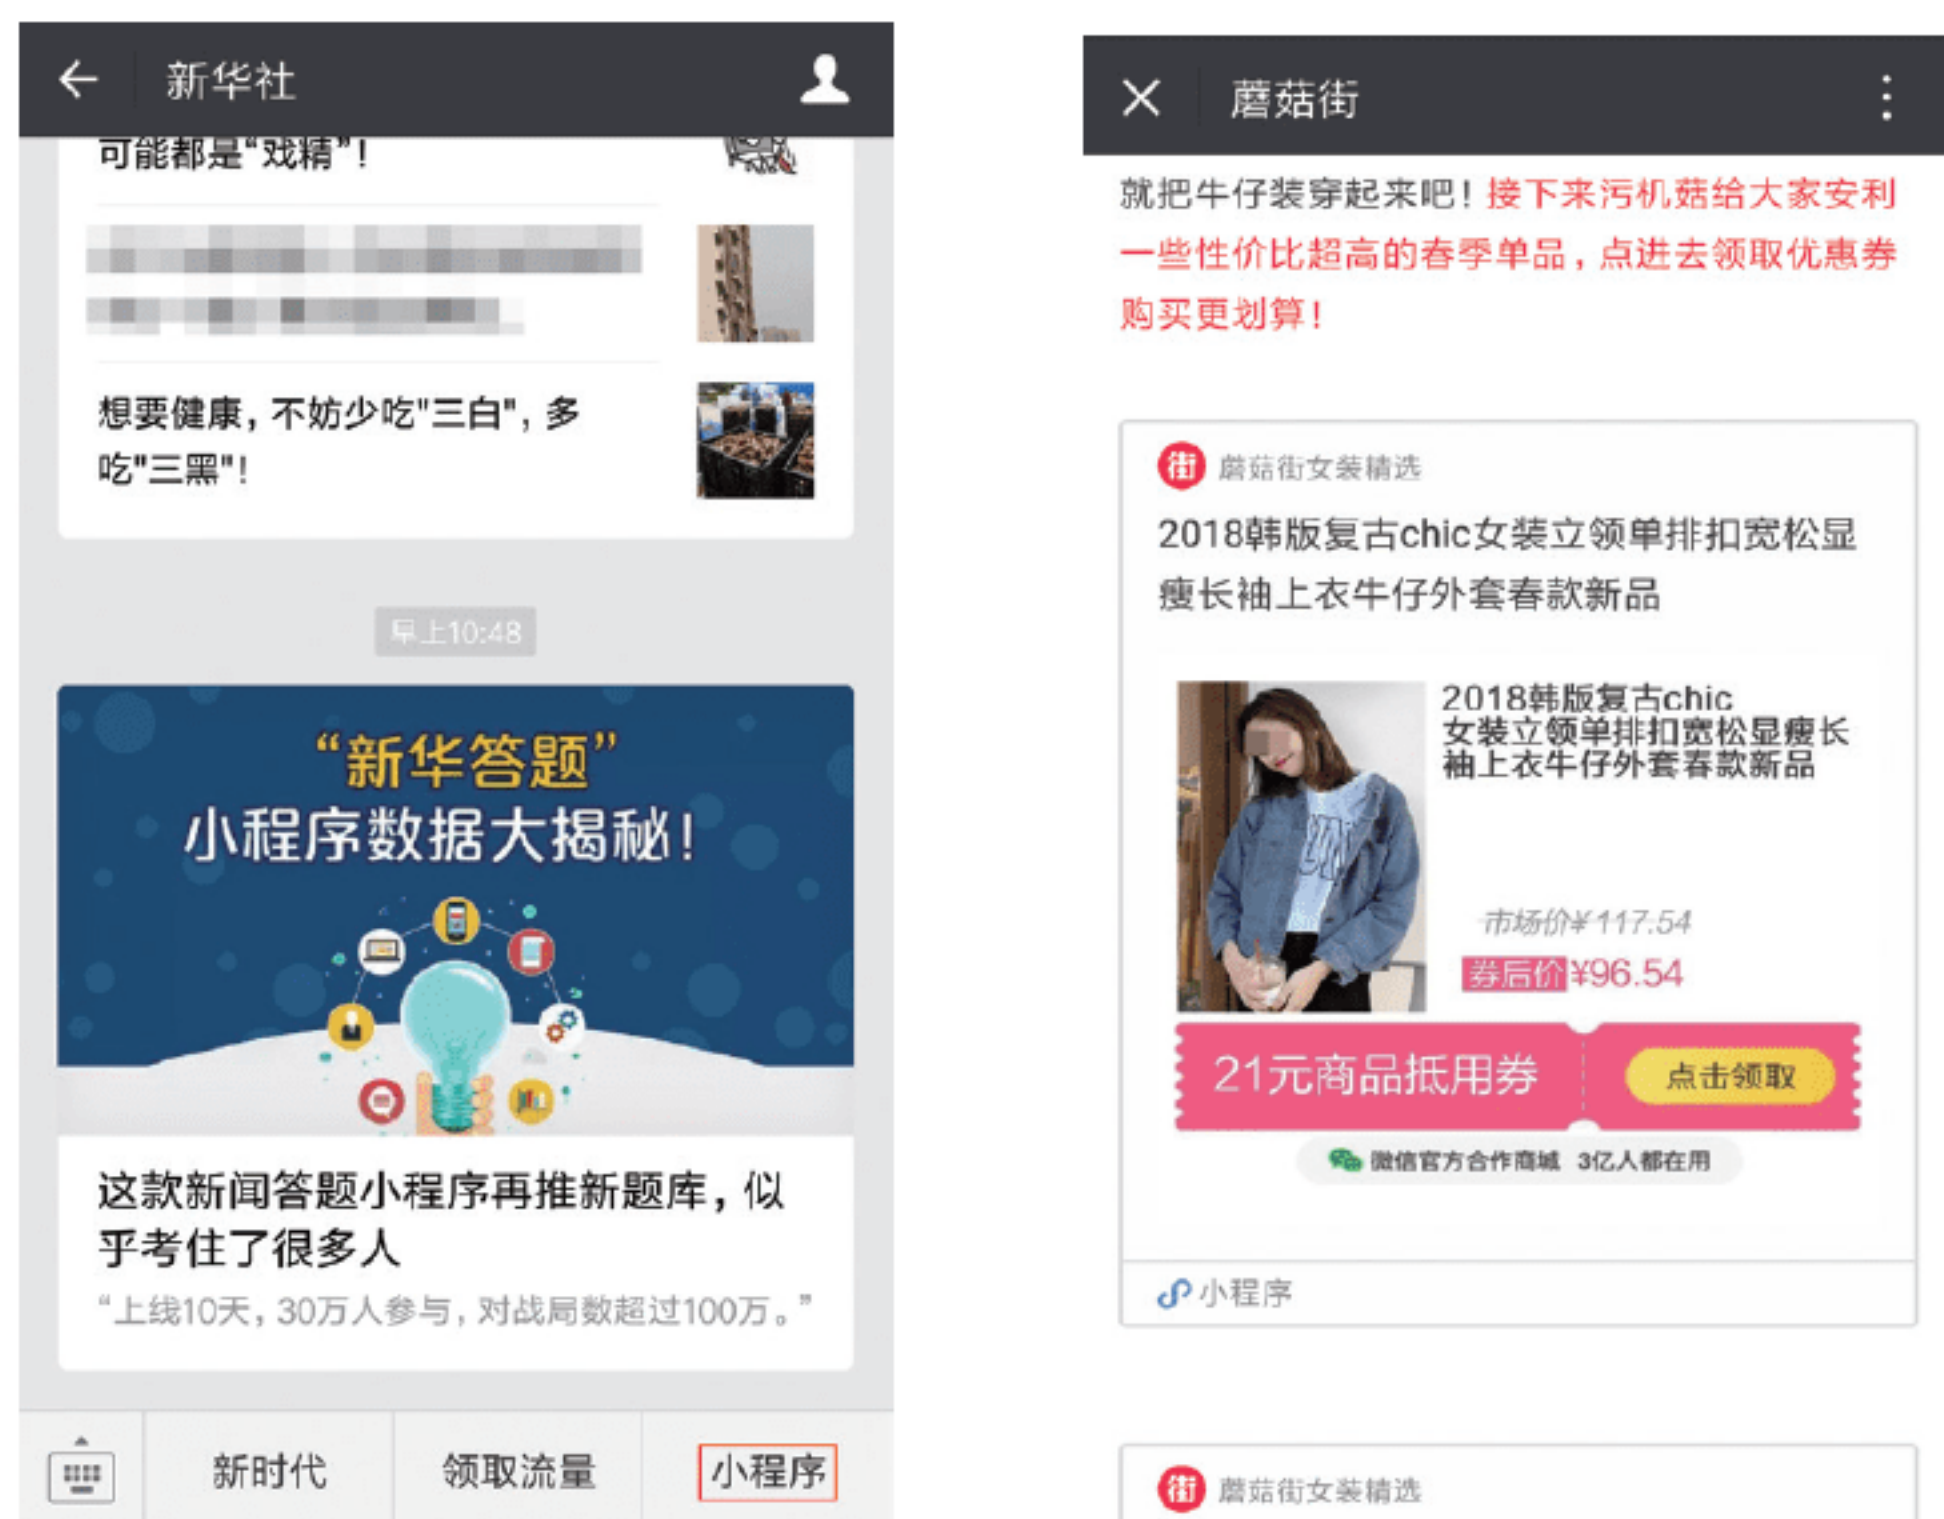 新华社
可能都是“戏精”！
想要健康，不妨少吃"三白"，多
吃"三黑"！
早上10:48
“新华答题”
小程序数据大揭秘！
这款新闻答题小程序再推新题库，似
乎考住了很多人
“上线10天，30万人参与，对战局数超过100万。”
新时代
领取流量
小程序
蘑菇街
就把牛仔装穿起来吧！接下来污机菇给大家安利
一些性价比超高的春季单品，点进去领取优惠券
购买更划算！
街 蘑菇街女装精选
2018韩版复古chic女装立领单排扣宽松显
瘦长袖上衣牛仔外套春款新品
2018韩版复古chic
女装立领单排扣宽松显瘦长
袖上衣牛仔外套春款新品
市场价¥117.54
券后价¥96.54
21元商品抵用券
点击领取
微信官方合作商城 3亿人都在用
小程序
街 蘑菇街女装精选